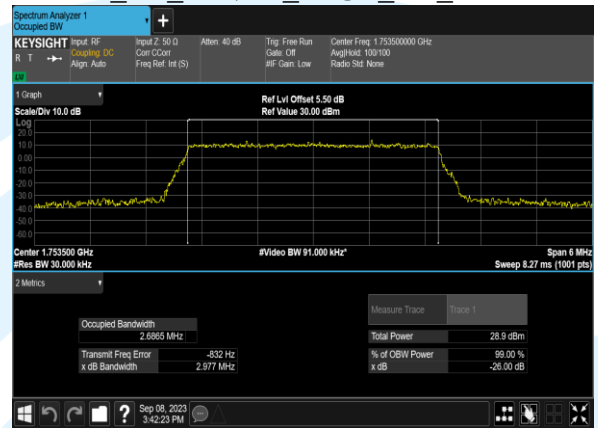 Spectrum Analyzer 1
Occupied BW
+
KEYSIGHT Input: RF Input Z: 50 Ω Atten: 40 dB Trig: Free Run Center Freq: 1.753500000 GHz
R T Coupling: DC Corr CCorr Gate: Off Avg|Hold: 100/100
Align: Auto Freq Ref: Int (S) #IF Gain: Low Radio Std: None
LV
1 Graph
Ref Lvl Offset 5.50 dB
Scale/Div 10.0 dB Ref Value 30.00 dBm
Log
20.0
10.0
0.00
-10.0
-20.0
-30.0
-40.0
-50.0
-60.0
Center 1.753500 GHz #Video BW 91.000 kHz* Span 6 MHz
#Res BW 30.000 kHz Sweep 8.27 ms (1001 pts)
2 Metrics
Measure Trace Trace 1
Occupied Bandwidth
2.6865 MHz Total Power 28.9 dBm
Transmit Freq Error -832 Hz % of OBW Power 99.00 %
x dB Bandwidth 2.977 MHz x dB -26.00 dB
? Sep 08, 2023
3:42:23 PM